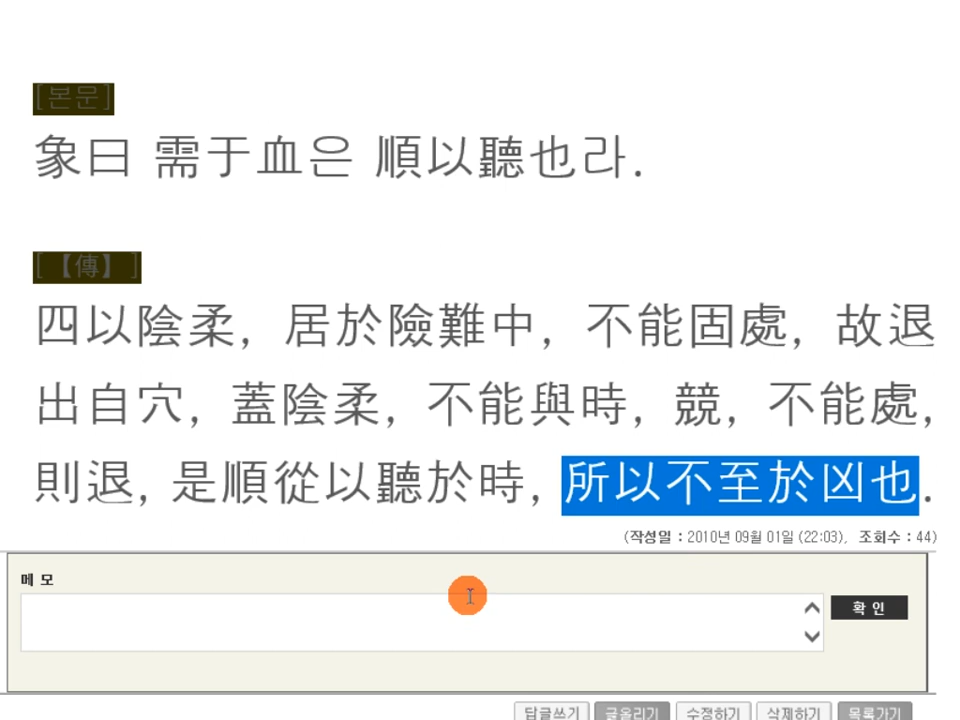 [본문]
象曰 需于血은 順以聽也라.
[【傳】]
四以陰柔, 居於險難中, 不能固處, 故退
出自穴, 蓋陰柔, 不能與時, 競, 不能處,
則退, 是順從以聽於時, 所以不至於凶也.
(작성일 : 2010년 09월 01일 (22:03), 조회수 : 44)
메 모
확 인
답글쓰기 글올리기 수정하기 삭제하기 목록가기